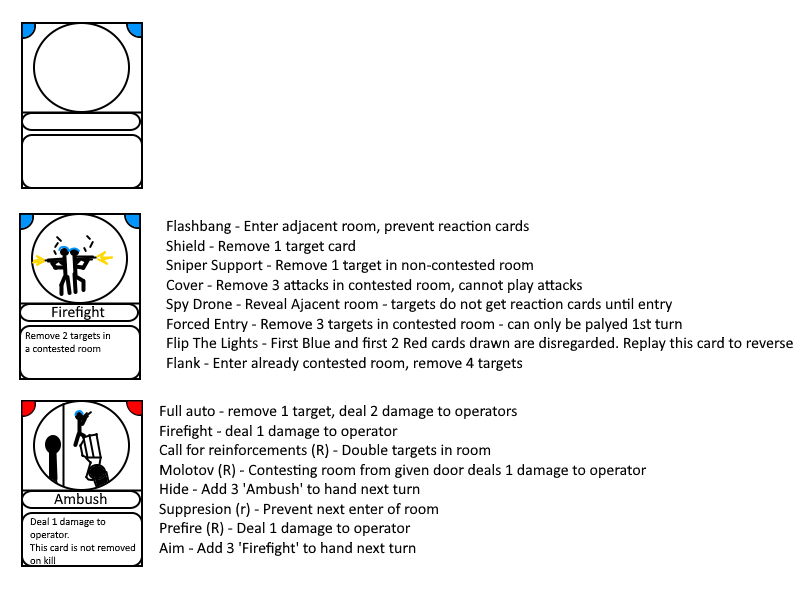 Firefight
Remove 2 targets in
a contested room
Flashbang - Enter adjacent room, prevent reaction cards
Shield - Remove 1 target card
Sniper Support - Remove 1 target in non-contested room
Cover - Remove 3 attacks in contested room, cannot play attacks
Spy Drone - Reveal Ajacent room - targets do not get reaction cards until entry
Forced Entry - Remove 3 targets in contested room - can only be palyed 1st turn
Flip The Lights - First Blue and first 2 Red cards drawn are disregarded. Replay this card to reverse
Flank - Enter already contested room, remove 4 targets
Ambush
Deal 1 damage to
operator.
This card is not removed
on kill
Full auto - remove 1 target, deal 2 damage to operators
Firefight - deal 1 damage to operator
Call for reinforcements (R) - Double targets in room
Molotov (R) - Contesting room from given door deals 1 damage to operator
Hide - Add 3 'Ambush' to hand next turn
Suppresion (r) - Prevent next enter of room
Prefire (R) - Deal 1 damage to operator
Aim - Add 3 'Firefight' to hand next turn